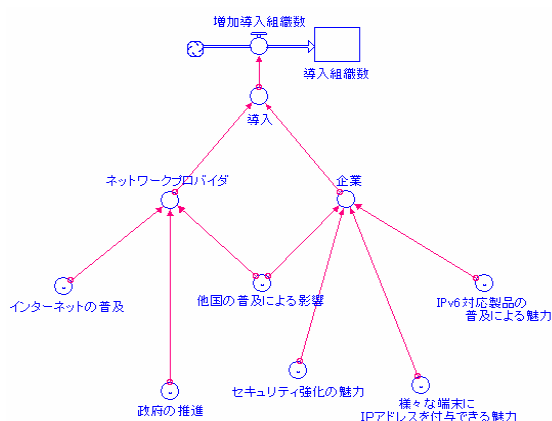 増加導入組織数
導入組織数
導入
ネットワークプロバイダ
企業
インターネットの普及
他国の普及による影響
IPv6対応製品の
普及による魅力
政府の推進
セキュリティ強化の魅力
様々な端末に
IPアドレスを付与できる魅力